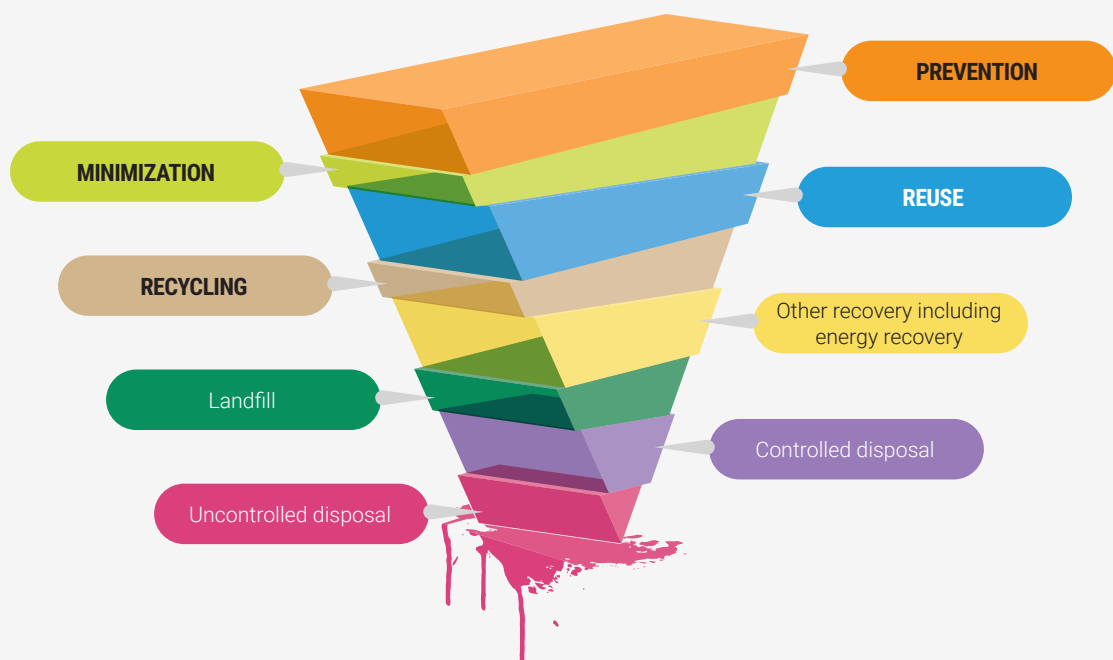 PREVENTION
MINIMIZATION
REUSE
RECYCLING
Other recovery including
energy recovery
Landfill
Controlled disposal
Uncontrolled disposal